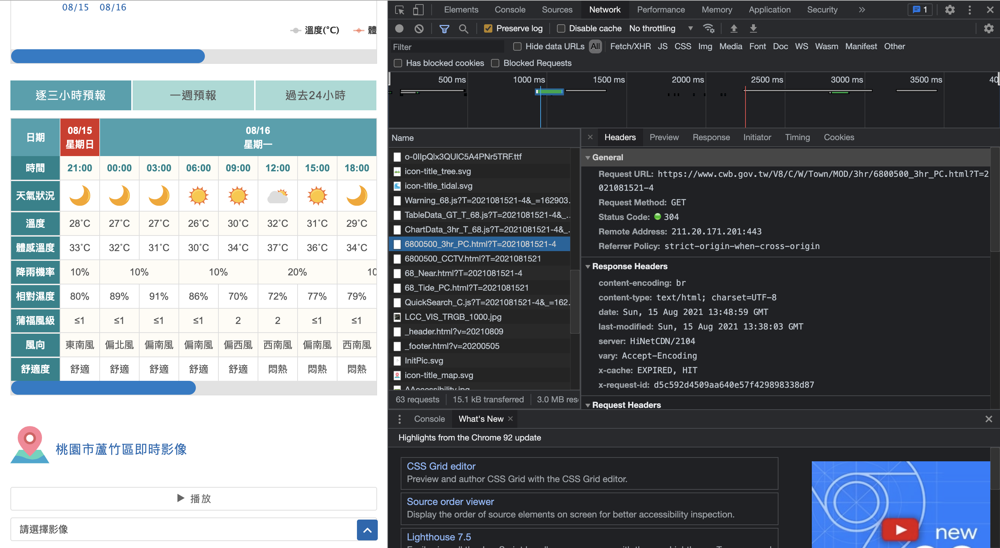 08/15 08/16
溫度(°C) 體
逐三小時預報 一週預報 過去24小時
日期 08/15 星期日 08/16 星期一
時間 21:00 00:00 03:00 06:00 09:00 12:00 15:00 18:00
天氣狀況
溫度 28°C 27°C 27°C 26°C 30°C 32°C 31°C 29°C
體感溫度 33°C 32°C 31°C 30°C 34°C 37°C 36°C 34°C
降雨機率 10% 10% 10% 20% 10
相對濕度 80% 89% 91% 86% 70% 72% 77% 79%
蒲福風級 ≤1 ≤1 ≤1 ≤1 2 2 ≤1 ≤1
風向 東南風 偏北風 偏南風 偏南風 偏西風 西南風 偏南風 西南風
舒適度 舒適 舒適 舒適 舒適 舒適 悶熱 悶熱 悶熱
桃園市蘆竹區即時影像
播放
請選擇影像
Elements Console Sources Network Performance Memory Application Security » 1
Preserve log Disable cache No throttling
Filter Hide data URLs All Fetch/XHR JS CSS Img Media Font Doc WS Wasm Manifest Other
Has blocked cookies Blocked Requests
500 ms 1000 ms 1500 ms 2000 ms 2500 ms 3000 ms 3500 ms 40
Name
o-0IIpQlx3QUlC5A4PNr5TRF.ttf
icon-title_tree.svg
icon-title_tidal.svg
Warning_68.js?T=2021081521-4&_=162903.
TableData_GT_T_68.js?T=2021081521-4&_..
ChartData_3hr_T_68.js?T=2021081521-4&_.
6800500_3hr_PC.html?T=2021081521-4
6800500_CCTV.html?T=2021081521
68_Near.html?T=2021081521-4
68_Tide_PC.html?T=2021081521
QuickSearch_C.js?T=2021081521-4&_=162.
LCC_VIS_TRGB_1000.jpg
_header.html?v=20210809
_footer.html?v=20200505
InitPic.svg
icon-title_map.svg
AAccessibility.jpg
63 requests 15.1 kB transferred 3.0 MB res
Headers Preview Response Initiator Timing Cookies
General
Request URL: https://www.cwb.gov.tw/V8/C/W/Town/MOD/3hr/6800500_3hr_PC.html?T=2
021081521-4
Request Method: GET
Status Code: 304
Remote Address: 211.20.171.201:443
Referrer Policy: strict-origin-when-cross-origin
Response Headers
content-encoding: br
content-type: text/html; charset=UTF-8
date: Sun, 15 Aug 2021 13:48:59 GMT
last-modified: Sun, 15 Aug 2021 13:38:03 GMT
server: HiNetCDN/2104
vary: Accept-Encoding
x-cache: EXPIRED, HIT
x-request-id: d5c592d4509aa640e57f429898338d87
Request Headers
Console What's New
Highlights from the Chrome 92 update
CSS Grid editor
Preview and author CSS Grid with the CSS Grid editor.
Source order viewer
Display the order of source elements on screen for better accessibility inspection.
Lighthouse 7.5
new